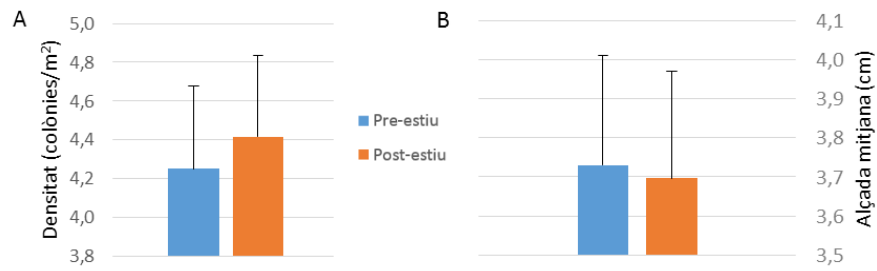 A
Densitat (colònies/m²)
5,0
4,8
4,6
4,4
4,2
4,0
3,8
Pre-estiu
Post-estiu
B
4,1
4,0
3,9
3,8
3,7
3,6
3,5
Alçada mitjana (cm)